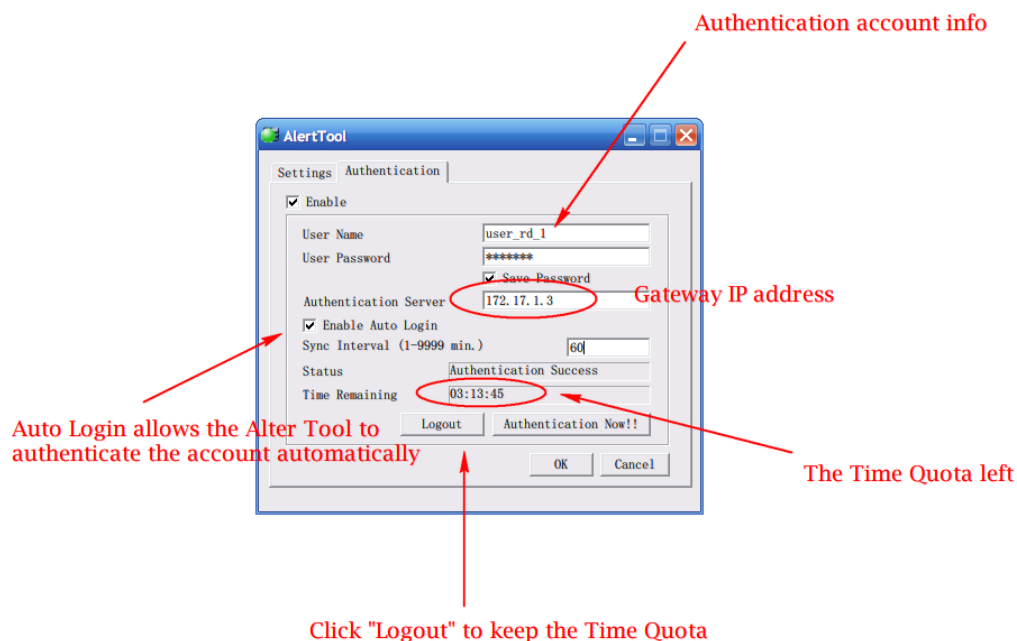 Authentication account info
AlertTool
Settings Authentication
Enable
User Name user_rd_1
User Password *******
Save Password
Authentication Server 172.17.1.3 Gateway IP address
Enable Auto Login
Sync Interval (1-9999 min.) 60
Status Authentication Success
Time Remaining 03:13:45
Logout Authentication Now!!
Auto Login allows the Alter Tool to
authenticate the account automatically
OK Cancel
The Time Quota left
Click "Logout" to keep the Time Quota